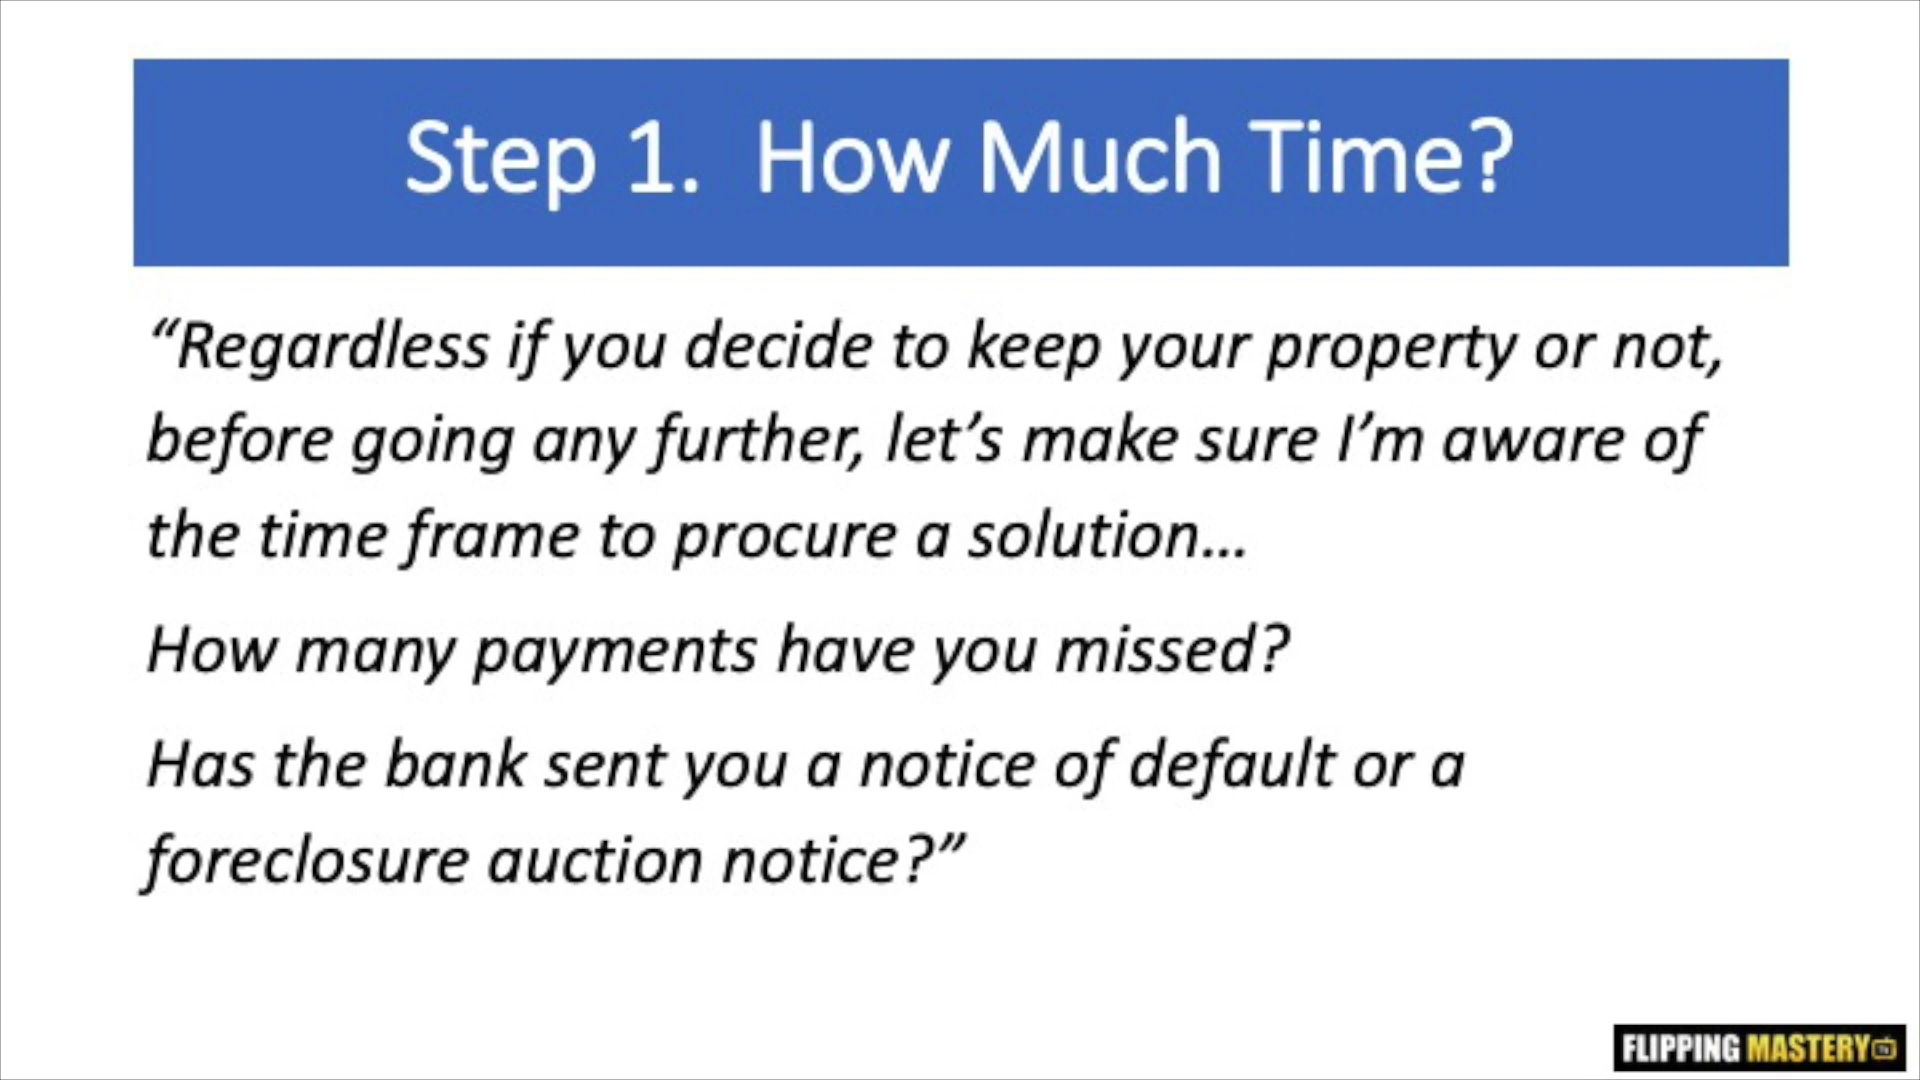 Step 1.  How Much Time?
“Regardless if you decide to keep your property or not,
before going any further, let’s make sure I’m aware of
the time frame to procure a solution…
How many payments have you missed?
Has the bank sent you a notice of default or a
foreclosure auction notice?”
FLIPPING MASTERY TV